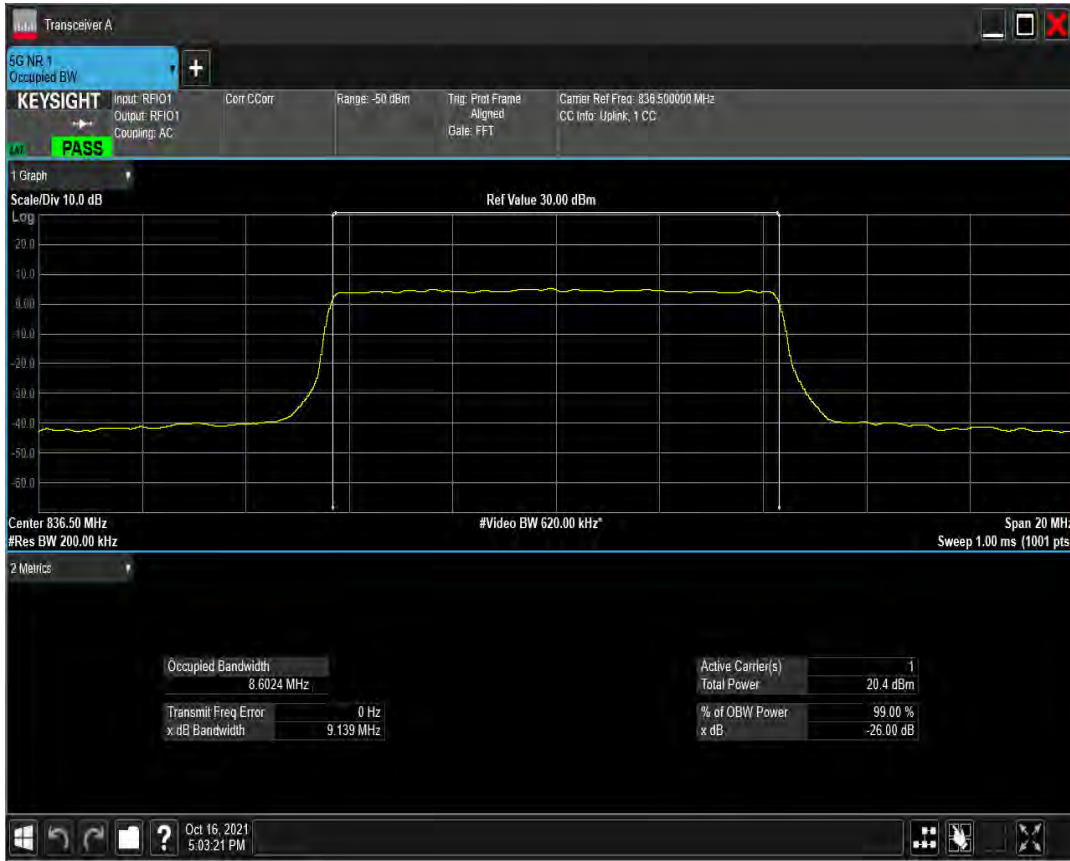 Transceiver A
5G NR 1
Occupied BW
+
KEYSIGHT
Input: RFIO1
Output: RFIO1
Coupling: AC
Corr CCorr
Range: -50 dBm
Trig: Prot Frame
Aligned
Gate: FFT
Carrier Ref Freq: 836.500000 MHz
CC Info: Uplink, 1 CC
PASS
1 Graph
Scale/Div 10.0 dB
Ref Value 30.00 dBm
Log
20.0
10.0
0.00
-10.0
-20.0
-30.0
-40.0
-50.0
-60.0
Center 836.50 MHz
#Video BW 620.00 kHz*
Span 20 MHz
#Res BW 200.00 kHz
Sweep 1.00 ms (1001 pts
2 Metrics
Occupied Bandwidth
8.6024 MHz
Transmit Freq Error 0 Hz
x dB Bandwidth 9.139 MHz
Active Carrier(s) 1
Total Power 20.4 dBm
% of OBW Power 99.00 %
x dB -26.00 dB
?
Oct 16, 2021
5:03:21 PM